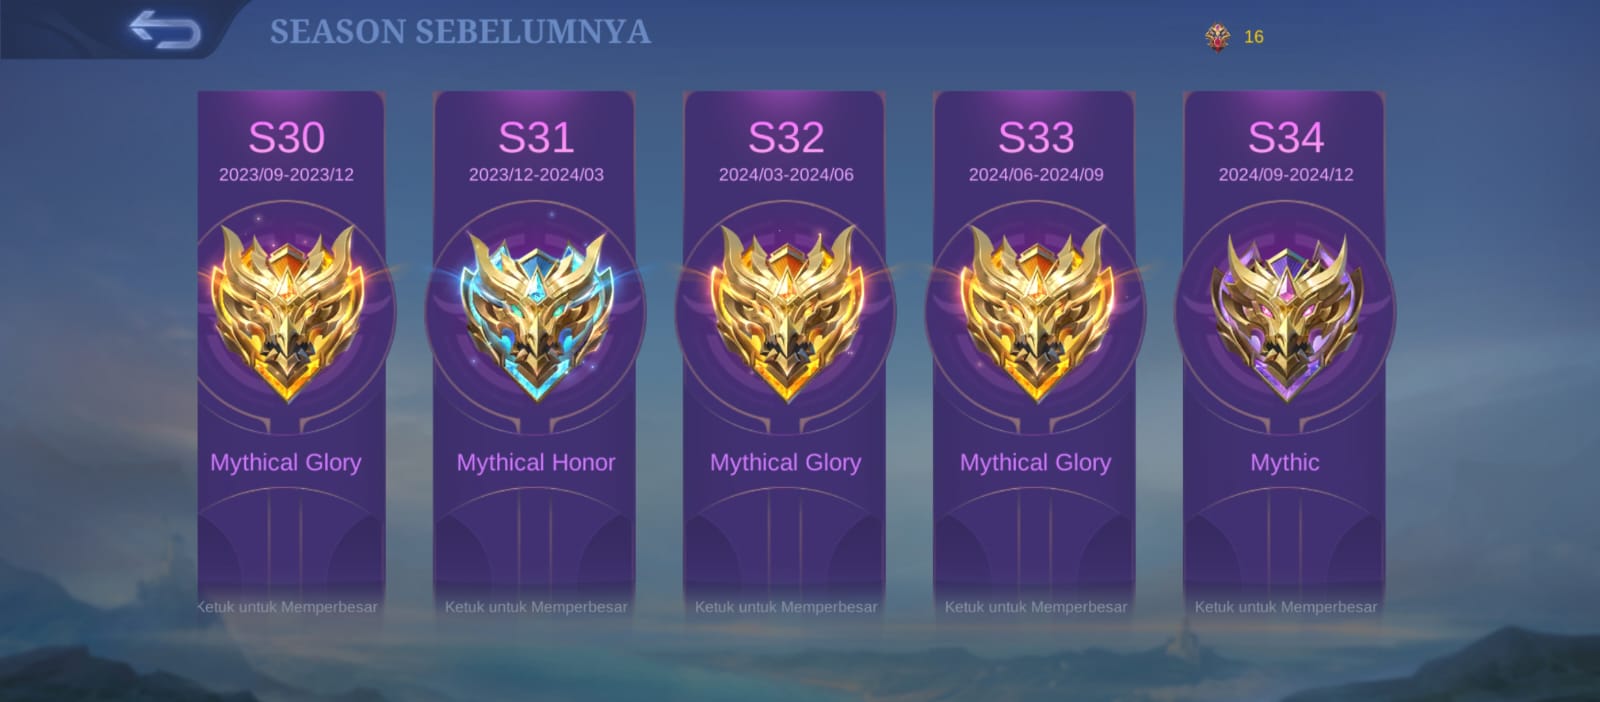 SEASON SEBELUMNYA
16
S30
2023/09-2023/12
Mythical Glory
Ketuk untuk Memperbesar
S31
2023/12-2024/03
Mythical Honor
Ketuk untuk Memperbesar
S32
2024/03-2024/06
Mythical Glory
Ketuk untuk Memperbesar
S33
2024/06-2024/09
Mythical Glory
Ketuk untuk Memperbesar
S34
2024/09-2024/12
Mythic
Ketuk untuk Memperbesar